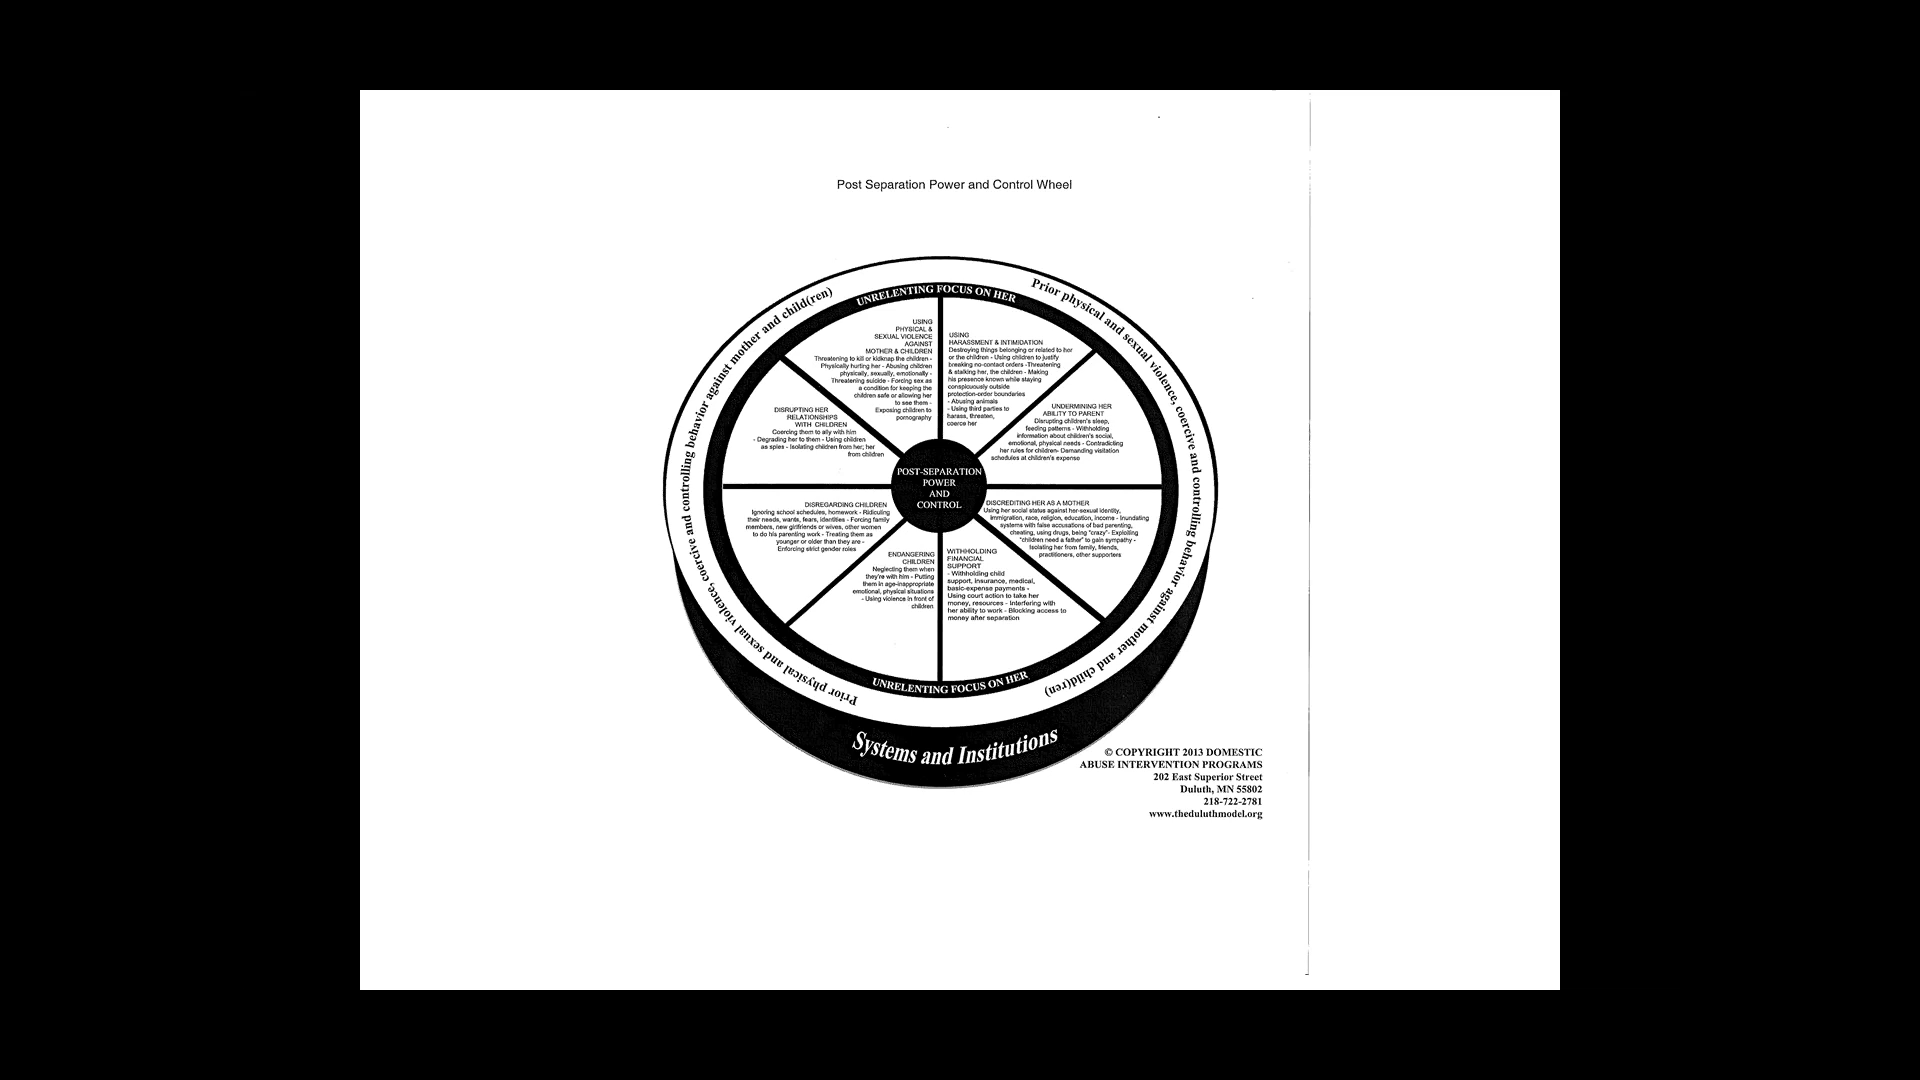 Post Separation Power and Control Wheel
Prior physical and sexual violence, coercive and controlling behavior against mother and child(ren)
Prior physical and sexual violence, coercive and controlling behavior against mother and child(ren)
UNRELENTING FOCUS ON HER
USING
PHYSICAL &
SEXUAL VIOLENCE
AGAINST
MOTHER & CHILDREN
Threatening to kill or kidknap the children -
Physically hurting her - Abusing children
physically, sexually, emotionally -
Threatening suicide - Forcing sex as
a condition for keeping the
children safe or allowing her
to see them -
Exposing children to
pornography
USING
HARASSMENT & INTIMIDATION
Destroying things belonging or related to her
or the children - Using children to justify
breaking no-contact orders -Threatening
& stalking her, the children - Making
his presence known while staying
conspicuously outside
protection-order boundaries
- Abusing animals
- Using third parties to
harass, threaten,
coerce her
UNDERMINING HER
ABILITY TO PARENT
Disrupting children's sleep,
feeding patterns - Withholding
information about children's social,
emotional, physical needs - Contradicting
her rules for children- Demanding visitation
schedules at children's expense
DISCREDITING HER AS A MOTHER
Using her social status against her-sexual identity,
immigration, race, religion, education, income - Inundating
systems with false accusations of bad parenting,
cheating, using drugs, being "crazy"- Exploiting
"children need a father" to gain sympathy -
Isolating her from family, friends,
practitioners, other supporters
WITHHOLDING
FINANCIAL
SUPPORT
- Withholding child
support, insurance, medical,
basic-expense payments -
Using court action to take her
money, resources - Interfering with
her ability to work - Blocking access to
money after separation
ENDANGERING
CHILDREN
Neglecting them when
they're with him - Putting
them in age-inappropriate
emotional, physical situations
- Using violence in front of
children
DISREGARDING CHILDREN
Ignoring school schedules, homework - Ridiculing
their needs, wants, fears, identities - Forcing family
members, new girlfriends or wives, other women
to do his parenting work - Treating them as
younger or older than they are -
Enforcing strict gender roles
DISRUPTING HER
RELATIONSHIPS
WITH CHILDREN
Coercing them to ally with him
- Degrading her to them - Using children
as spies - Isolating children from her; her
from children
POST-SEPARATION
POWER
AND
CONTROL
UNRELENTING FOCUS ON HER
Systems and Institutions
© COPYRIGHT 2013 DOMESTIC
ABUSE INTERVENTION PROGRAMS
202 East Superior Street
Duluth, MN 55802
218-722-2781
www.theduluthmodel.org